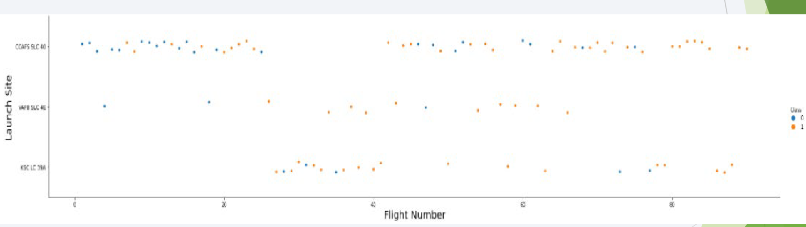 CCAFS SLC 40
VAFB SLC 4E
KSC LC 39A
Launch Site
0
20
40
60
80
Flight Number
Class
0
1